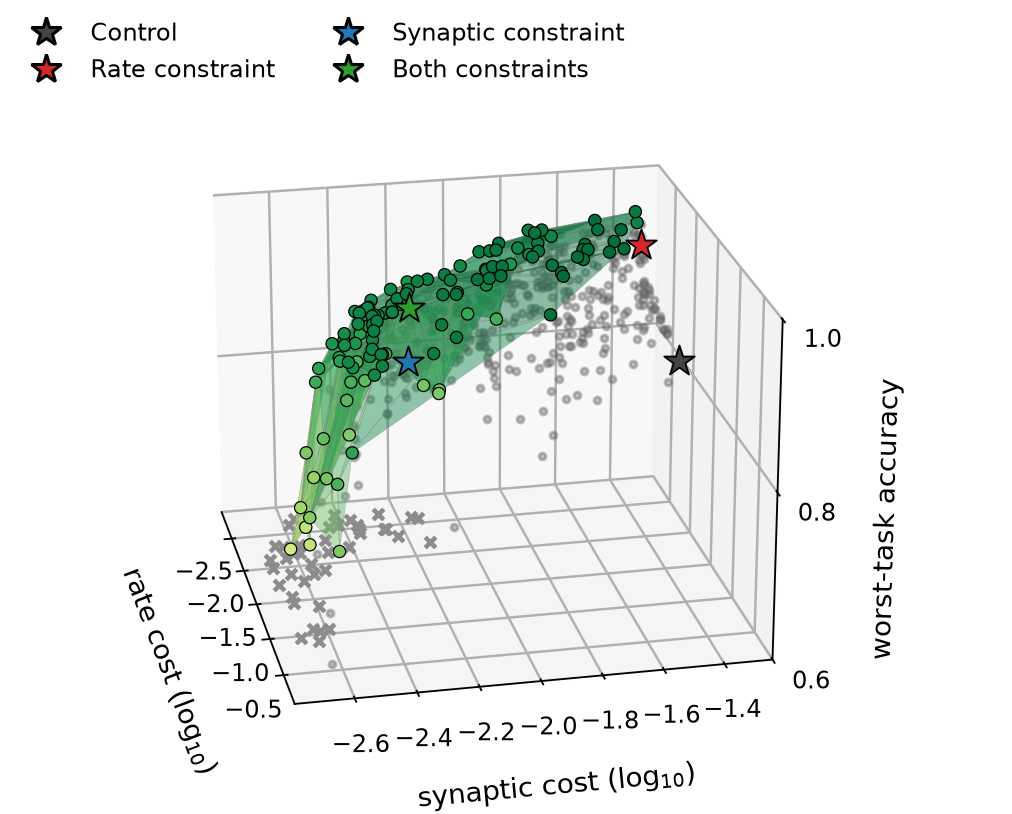 Control
Rate constraint
Synaptic constraint
Both constraints
1.0
0.8
0.6
worst-task accuracy
−2.5
−2.0
−1.5
−1.0
−0.5
rate cost (log₁₀)
−2.6 −2.4 −2.2 −2.0 −1.8 −1.6 −1.4
synaptic cost (log₁₀)